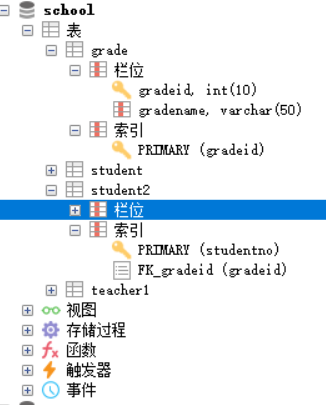 school
表
grade
栏位
gradeid, int(10)
gradename, varchar(50)
索引
PRIMARY (gradeid)
student
student2
栏位
索引
PRIMARY (studentno)
FK_gradeid (gradeid)
teacher1
视图
存储过程
函数
触发器
事件